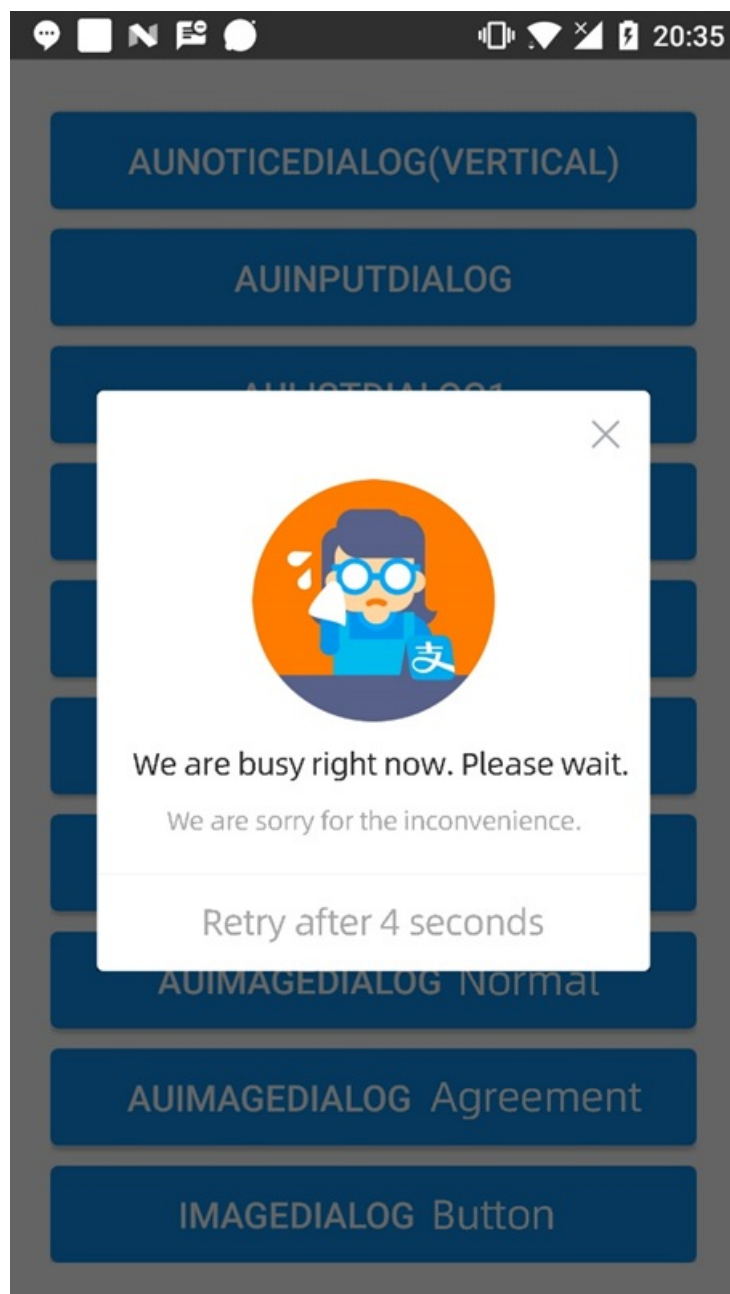 20:35
AUNOTICEDIALOG(VERTICAL)
AUINPUTDIALOG
支
We are busy right now. Please wait.
We are sorry for the inconvenience.
Retry after 4 seconds
AUIMAGEDIALOG Normal
AUIMAGEDIALOG Agreement
IMAGEDIALOG Button